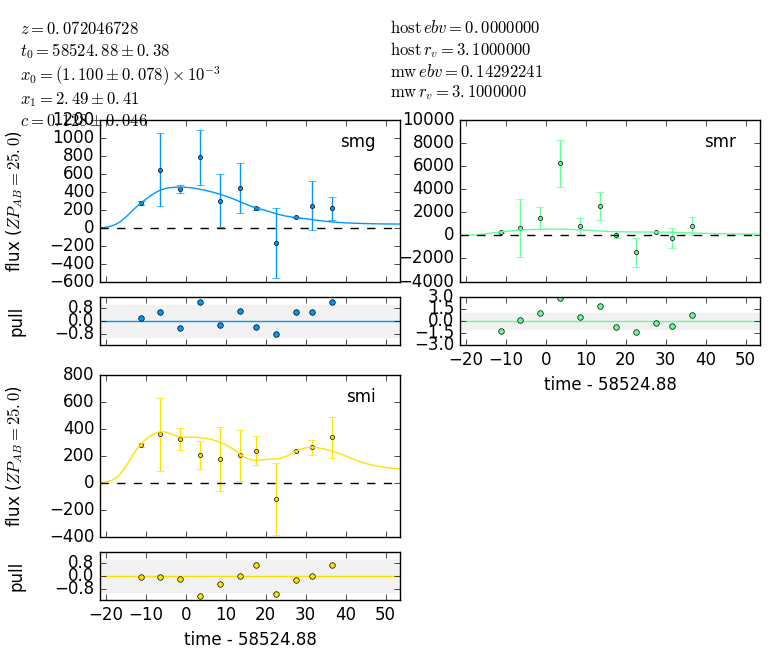 z = 0.072046728
t₀ = 58524.88 ± 0.38
x₀ = (1.100 ± 0.078) × 10⁻³
x₁ = 2.49 ± 0.41
c = 0.128 ± 0.046
host ebv = 0.0000000
host r_v = 3.1000000
mw ebv = 0.14292241
mw r_v = 3.1000000
smg
1200
1000
800
600
400
200
0
−200
−400
−600
flux (ZP_AB = 25.0)
smr
10000
8000
6000
4000
2000
0
−2000
−4000
0.8
0.0
−0.8
pull
3.0
1.5
0.0
−1.5
−3.0
−20 −10 0 10 20 30 40 50
time - 58524.88
smi
800
600
400
200
0
−200
−400
flux (ZP_AB = 25.0)
0.8
0.0
−0.8
pull
−20 −10 0 10 20 30 40 50
time - 58524.88